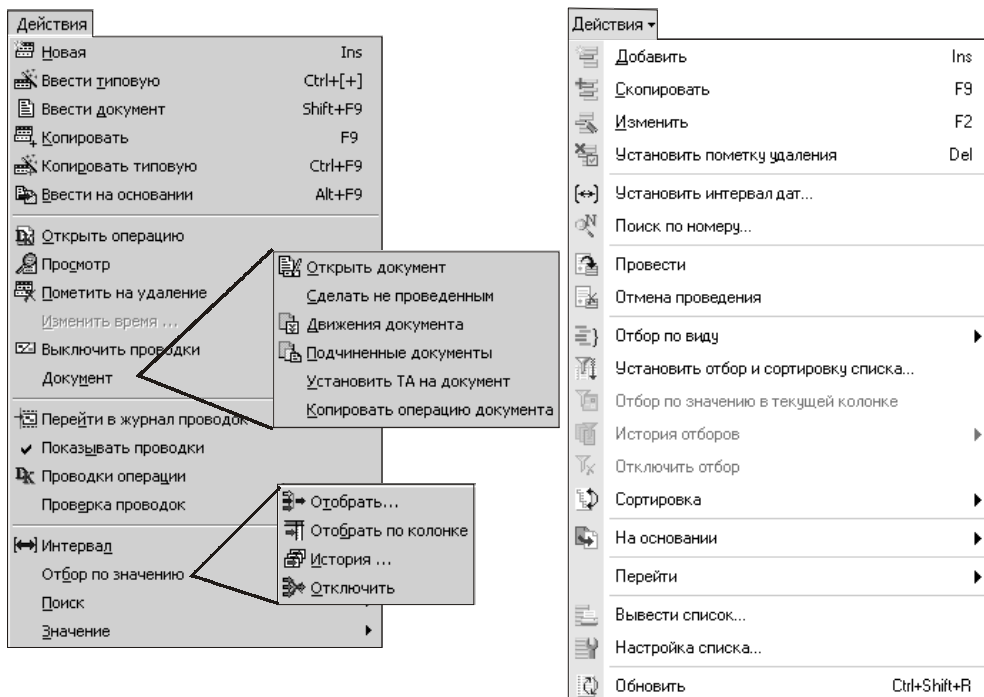 Действия
Новая Ins
Ввести типовую Ctrl+[+]
Ввести документ Shift+F9
Копировать F9
Копировать типовую Ctrl+F9
Ввести на основании Alt+F9
Открыть операцию
Просмотр
Пометить на удаление
Изменить время ...
Выключить проводки
Документ
Перейти в журнал проводок
Показывать проводки
Проводки операции
Проверка проводок
Интервал
Отбор по значению
Поиск
Значение
Открыть документ
Сделать не проведенным
Движения документа
Подчиненные документы
Установить ТА на документ
Копировать операцию документа
Отобрать...
Отобрать по колонке
История ...
Отключить
Действия
Добавить Ins
Скопировать F9
Изменить F2
Установить пометку удаления Del
Установить интервал дат...
Поиск по номеру...
Провести
Отмена проведения
Отбор по виду
Установить отбор и сортировку списка...
Отбор по значению в текущей колонке
История отборов
Отключить отбор
Сортировка
На основании
Перейти
Вывести список...
Настройка списка...
Обновить Ctrl+Shift+R